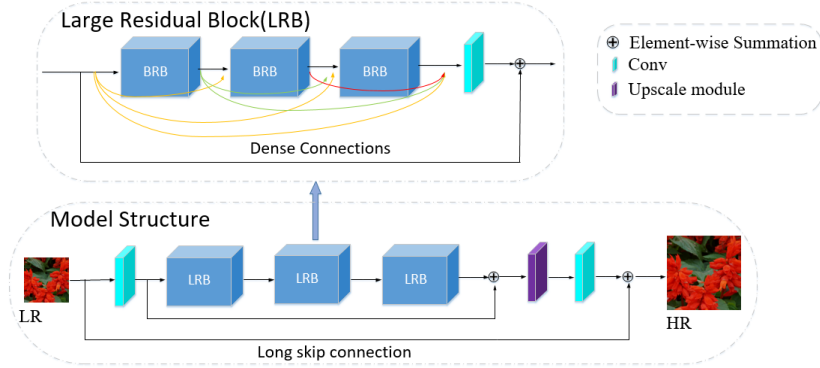 Large Residual Block(LRB)
BRB
BRB
BRB
Dense Connections
Element-wise Summation
Conv
Upscale module
Model Structure
LR
LRB
LRB
LRB
HR
Long skip connection